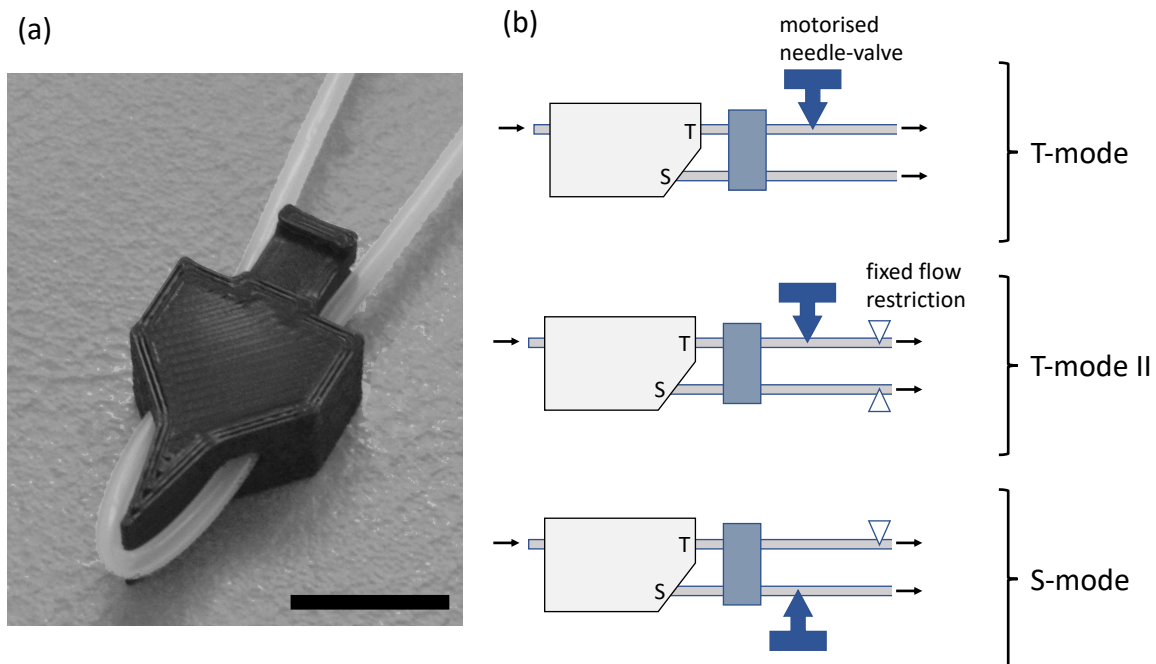 (a)
(b)
motorised
needle-valve
T
S
T-mode
fixed flow
restriction
T
S
T-mode II
T
S
S-mode